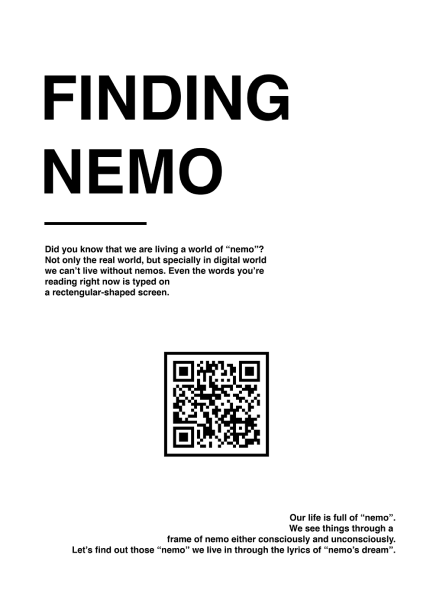 FINDING
NEMO
Did you know that we are living a world of “nemo”?
Not only the real world, but specially in digital world
we can’t live without nemos. Even the words you’re
reading right now is typed on
a rectengular-shaped screen.
Our life is full of “nemo”.
We see things through a
frame of nemo either consciously and unconsciously.
Let’s find out those “nemo” we live in through the lyrics of “nemo’s dream”.